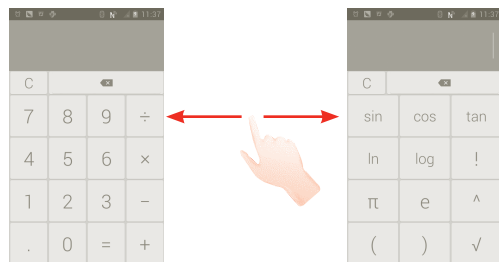 11:37
C
7 8 9 ÷
4 5 6 ×
1 2 3 −
. 0 = +
11:37
C
sin cos tan
ln log !
π e ^
( ) √